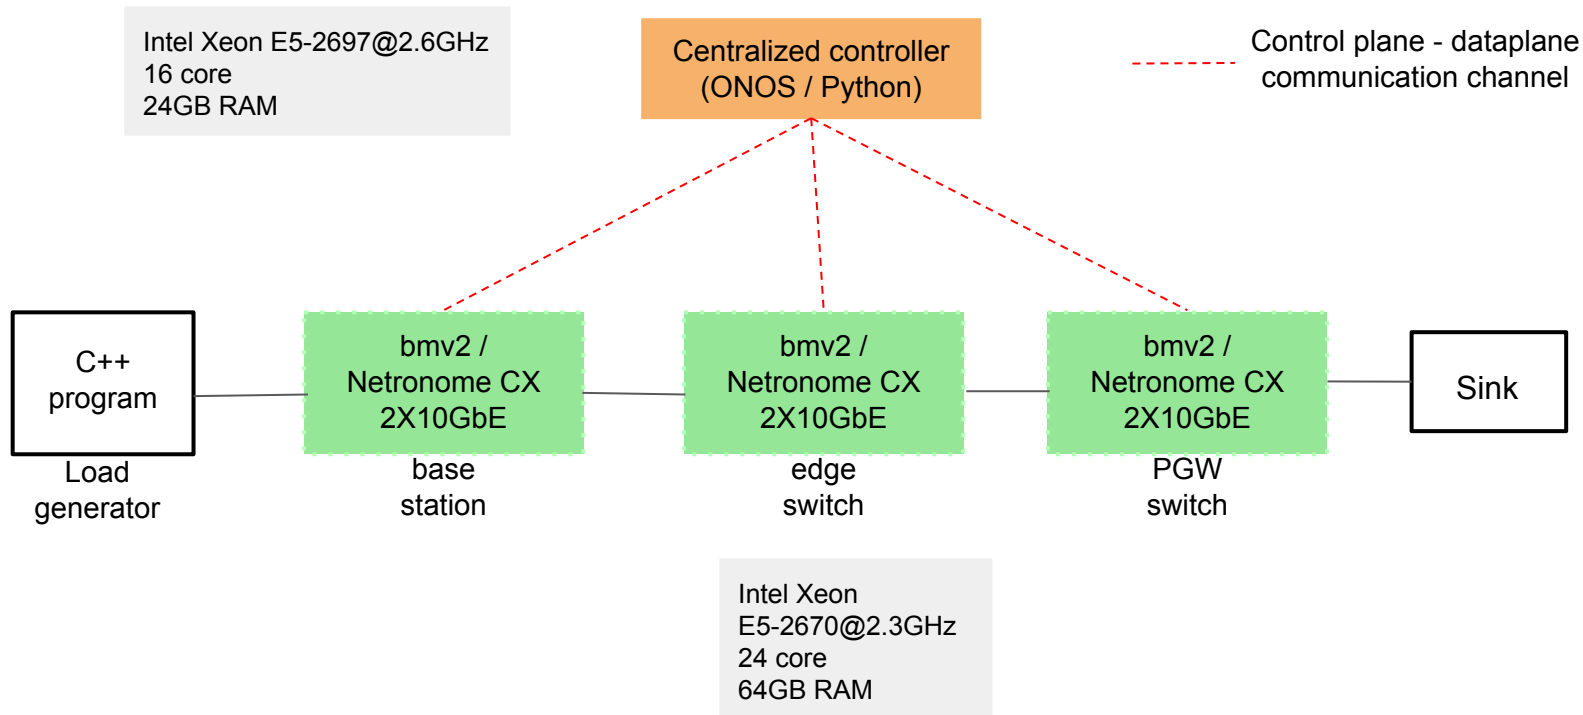 Intel Xeon E5-2697@2.6GHz
16 core
24GB RAM
Centralized controller
(ONOS / Python)
Control plane - dataplane
communication channel
C++
program
Load
generator
bmv2 /
Netronome CX
2X10GbE
base
station
bmv2 /
Netronome CX
2X10GbE
edge
switch
bmv2 /
Netronome CX
2X10GbE
PGW
switch
Sink
Intel Xeon
E5-2670@2.3GHz
24 core
64GB RAM